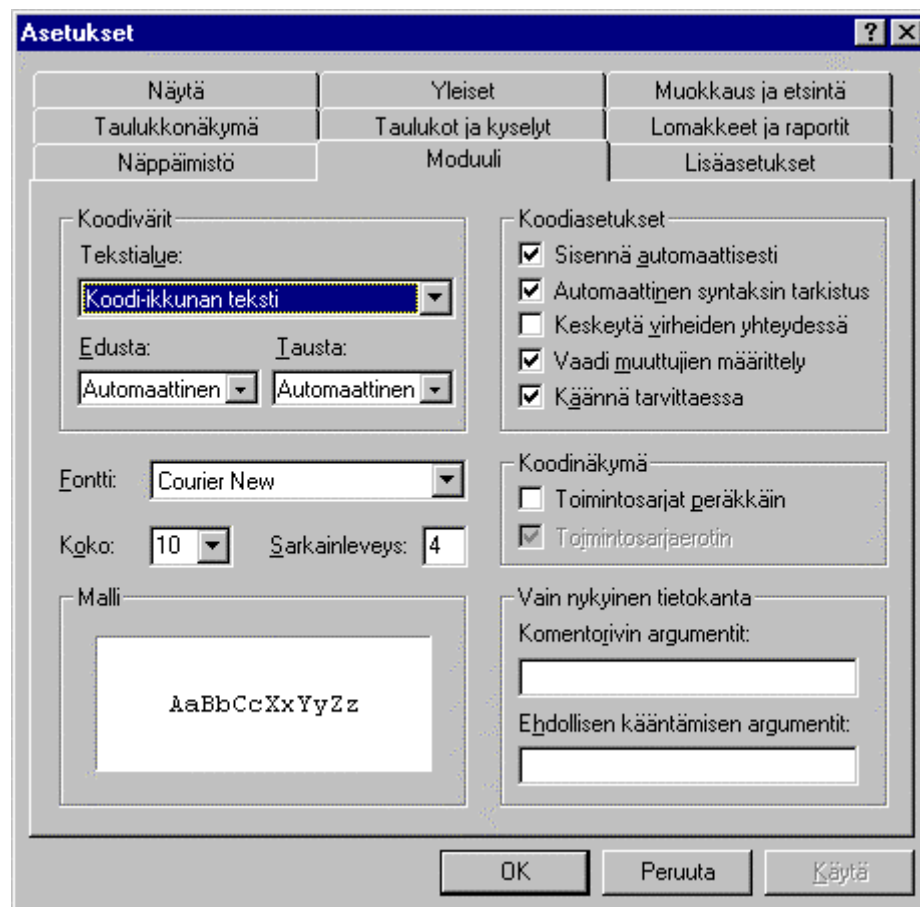 Asetukset
Näytä Yleiset Muokkaus ja etsintä
Taulukkonäkymä Taulukot ja kyselyt Lomakkeet ja raportit
Näppäimistö Moduuli Lisäasetukset
Koodivärit
Tekstialue:
Koodi-ikkunan teksti
Edusta: Tausta:
Automaattinen Automaattinen
Fontti: Courier New
Koko: 10 Sarkainleveys: 4
Malli
AaBbCcXxYyZz
Koodiasetukset
Sisennä automaattisesti
Automaattinen syntaksin tarkistus
Keskeytä virheiden yhteydessä
Vaadi muuttujien määrittely
Käännä tarvittaessa
Koodinäkymä
Toimintosarjat peräkkäin
Toimintosarjaerotin
Vain nykyinen tietokanta
Komentorivin argumentit:
Ehdollisen kääntämisen argumentit:
OK Peruuta Käytä